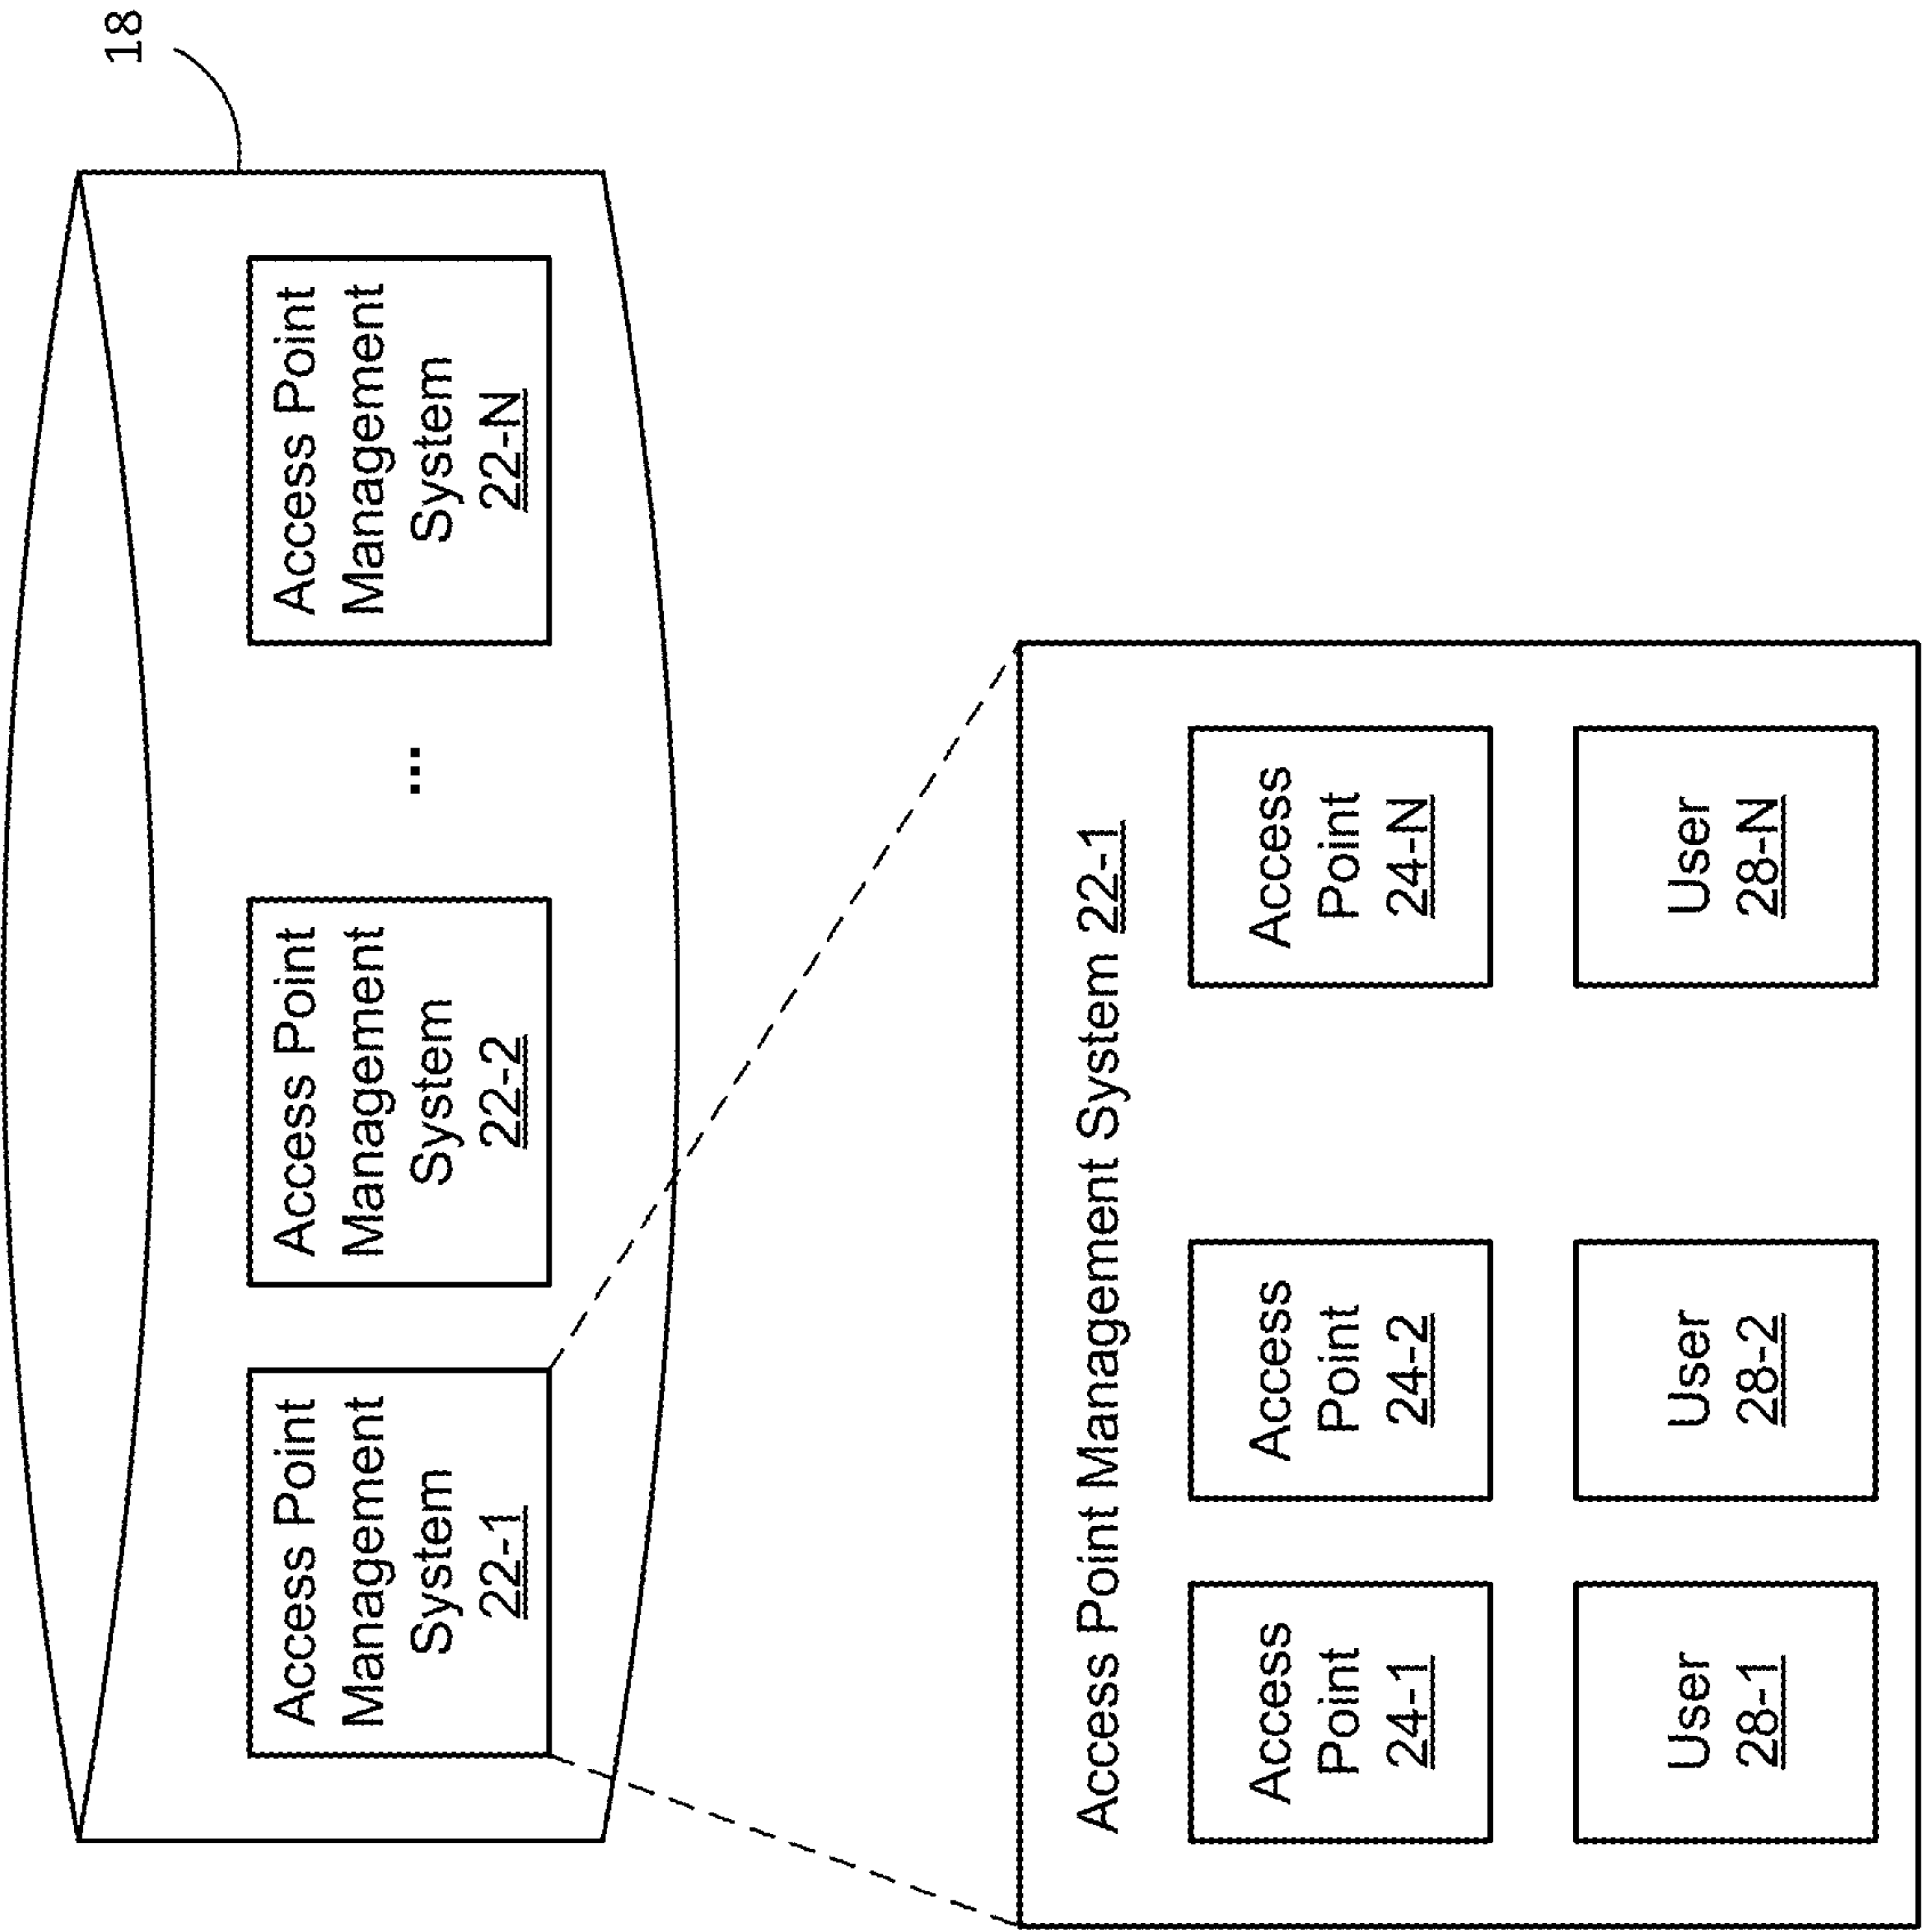 18
Access Point
Management
System
22-1
Access Point
Management
System
22-2
...
Access Point
Management
System
22-N
Access Point Management System 22-1
Access
Point
24-1
Access
Point
24-2
Access
Point
24-N
User
28-1
User
28-2
User
28-N